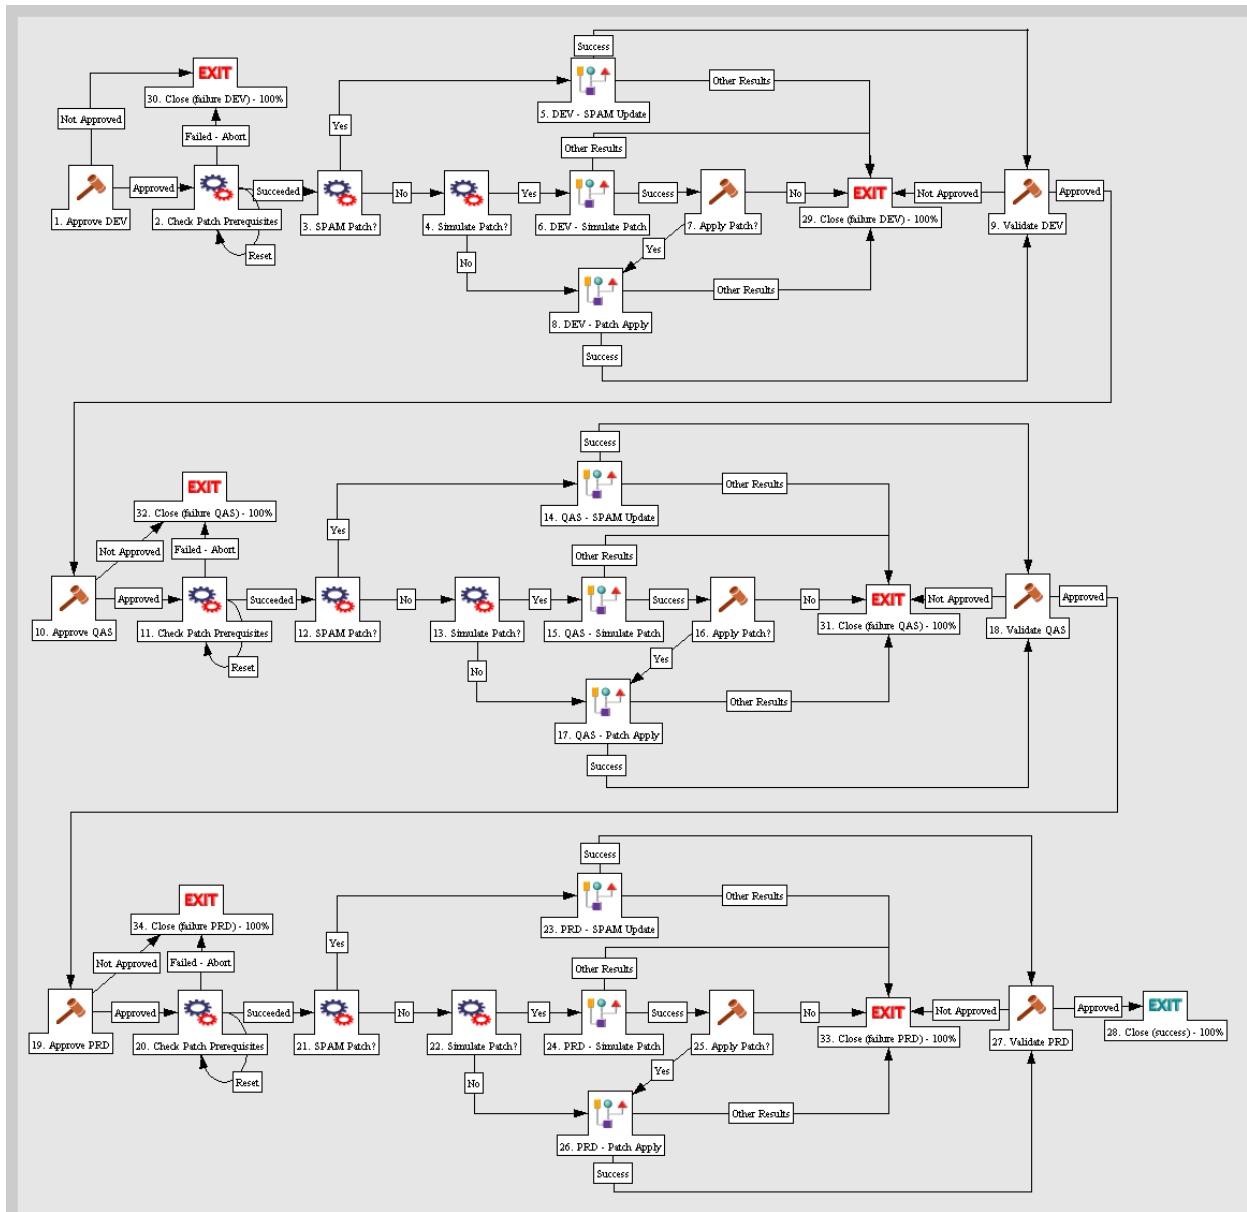 Success
EXIT
Other Results
30. Close (failure DEV) - 100%
5. DEV - SPAM Update
Not Approved
Yes
Failed - Abort
Other Results
EXIT
Approved
Succeeded
No
Yes
Success
No
Not Approved
Approved
1. Approve DEV
2. Check Patch Prerequisites
3. SPAM Patch?
4. Simulate Patch?
6. DEV - Simulate Patch
7. Apply Patch?
29. Close (failure DEV) - 100%
9. Validate DEV
Reset
No
Yes
Other Results
8. DEV - Patch Apply
Success
Success
EXIT
Other Results
32. Close (failure QAS) - 100%
14. QAS - SPAM Update
Yes
Not Approved
Failed - Abort
Other Results
EXIT
Approved
Succeeded
No
Yes
Success
No
Not Approved
Approved
10. Approve QAS
11. Check Patch Prerequisites
12. SPAM Patch?
13. Simulate Patch?
15. QAS - Simulate Patch
16. Apply Patch?
31. Close (failure QAS) - 100%
18. Validate QAS
Reset
No
Yes
Other Results
17. QAS - Patch Apply
Success
Success
EXIT
Other Results
34. Close (failure PRD) - 100%
23. PRD - SPAM Update
Yes
Not Approved
Failed - Abort
Other Results
EXIT
EXIT
Approved
Succeeded
No
Yes
Success
No
Not Approved
Approved
19. Approve PRD
20. Check Patch Prerequisites
21. SPAM Patch?
22. Simulate Patch?
24. PRD - Simulate Patch
25. Apply Patch?
33. Close (failure PRD) - 100%
27. Validate PRD
28. Close (success) - 100%
Reset
No
Yes
Other Results
26. PRD - Patch Apply
Success